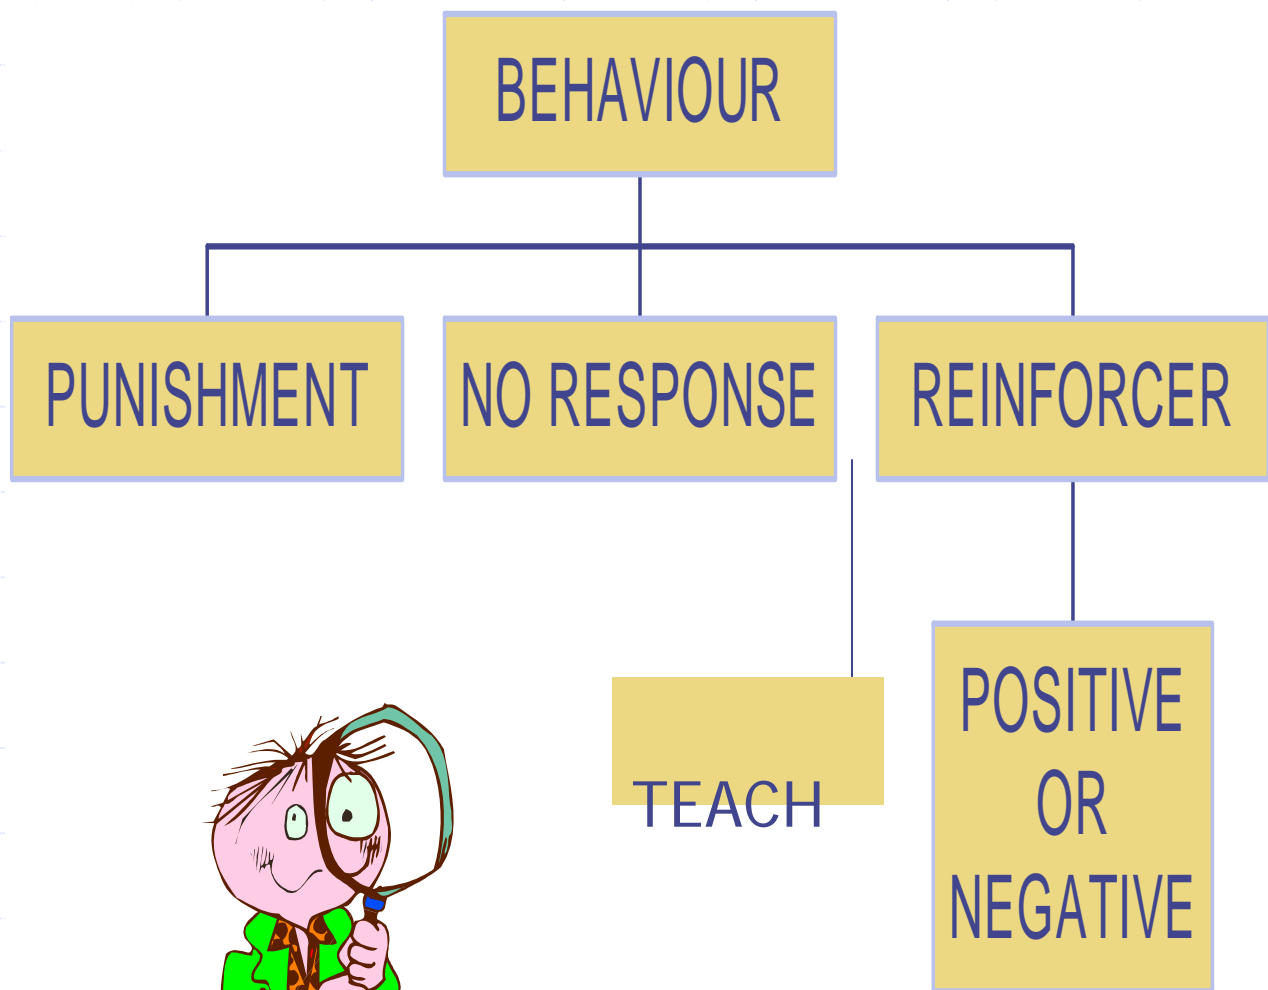 BEHAVIOUR
PUNISHMENT
NO RESPONSE
REINFORCER
TEACH
POSITIVE
OR
NEGATIVE